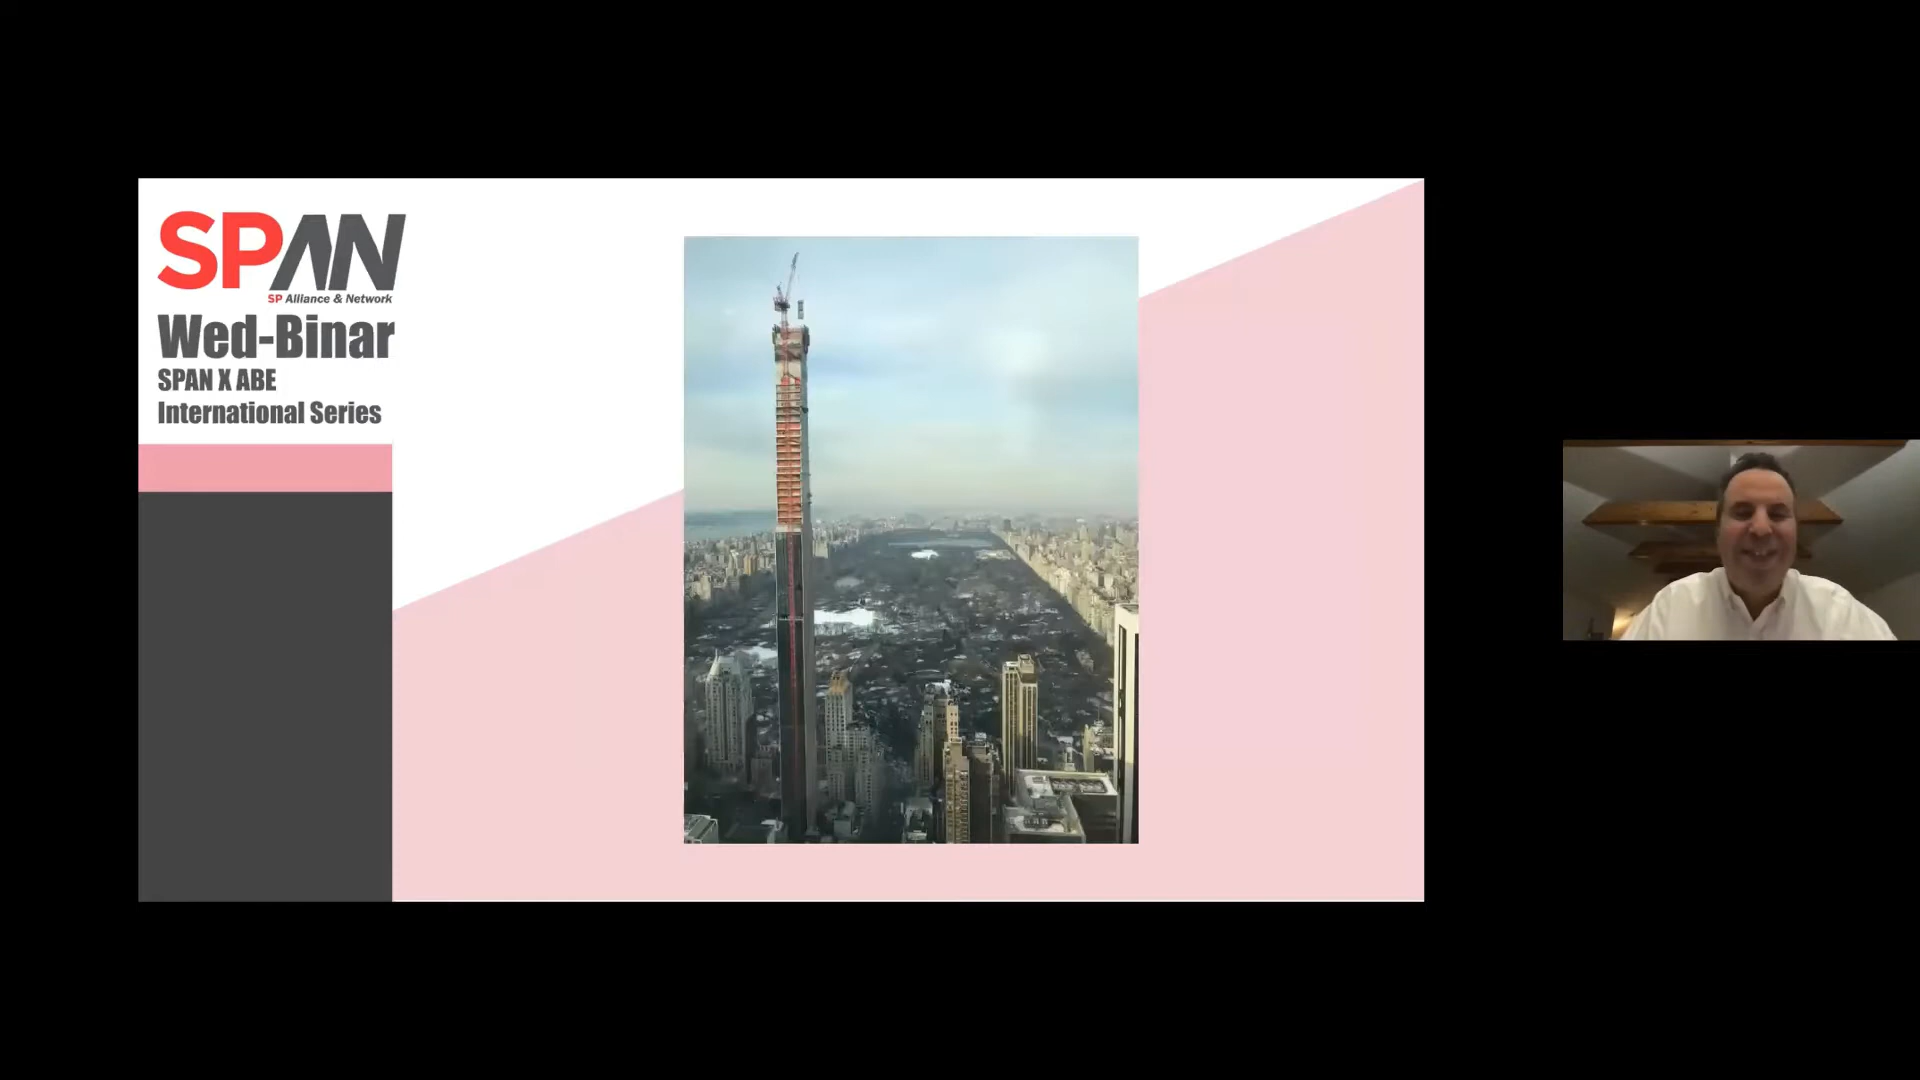 SPAN
SP Alliance & Network
Wed-Binar
SPAN X ABE
International Series